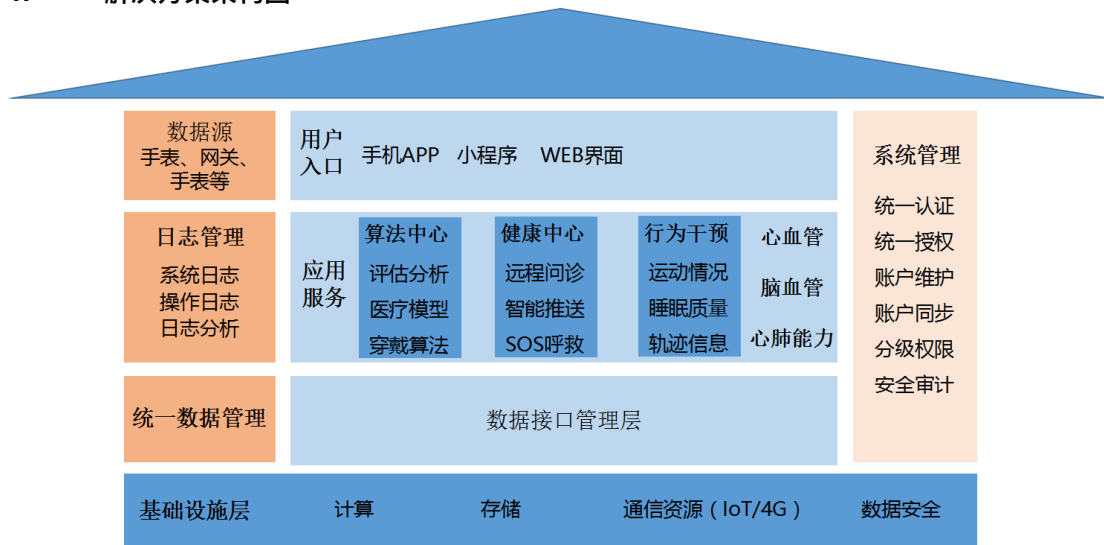 数据源
手表、网关、
手表等
用户
入口
手机APP 小程序 WEB界面
系统管理
统一认证
统一授权
账户维护
账户同步
分级权限
安全审计
日志管理
系统日志
操作日志
日志分析
应用
服务
算法中心
评估分析
医疗模型
穿戴算法
健康中心
远程问诊
智能推送
SOS呼救
行为干预
运动情况
睡眠质量
轨迹信息
心血管
脑血管
心肺能力
统一数据管理
数据接口管理层
基础设施层 计算 存储 通信资源（IoT/4G） 数据安全